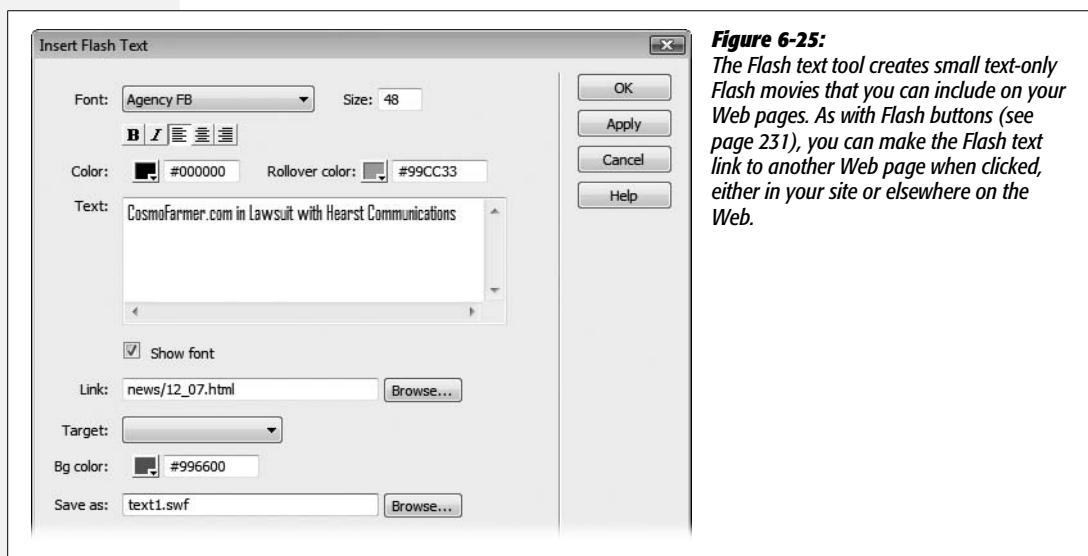 Insert Flash Text
Font: Agency FB Size: 48
B I
Color: #000000 Rollover color: #99CC33
Text: CosmoFarmer.com in Lawsuit with Hearst Communications
Show font
Link: news/12_07.html Browse...
Target:
Bg color: #996600
Save as: text1.swf Browse...
OK
Apply
Cancel
Help
Figure 6-25:
The Flash text tool creates small text-only
Flash movies that you can include on your
Web pages. As with Flash buttons (see
page 231), you can make the Flash text
link to another Web page when clicked,
either in your site or elsewhere on the
Web.